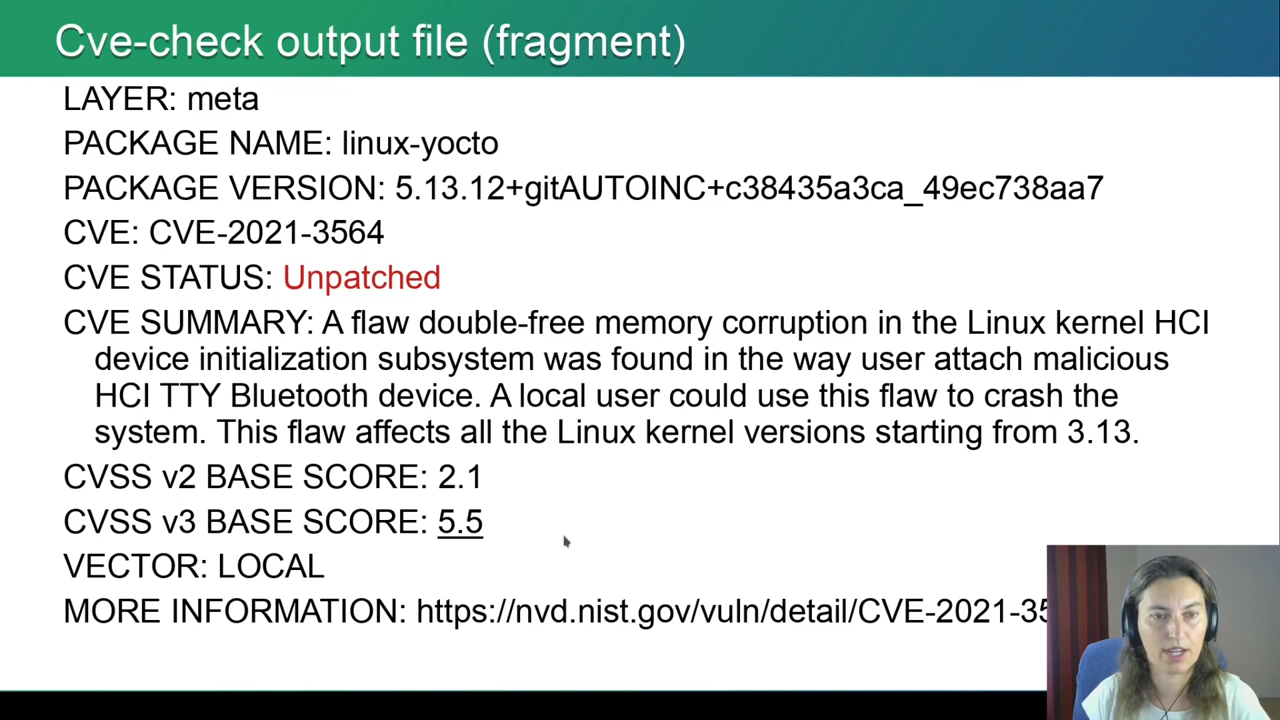 Cve-check output file (fragment)
LAYER: meta
PACKAGE NAME: linux-yocto
PACKAGE VERSION: 5.13.12+gitAUTOINC+c38435a3ca_49ec738aa7
CVE: CVE-2021-3564
CVE STATUS: Unpatched
CVE SUMMARY: A flaw double-free memory corruption in the Linux kernel HCI
device initialization subsystem was found in the way user attach malicious
HCI TTY Bluetooth device. A local user could use this flaw to crash the
system. This flaw affects all the Linux kernel versions starting from 3.13.
CVSS v2 BASE SCORE: 2.1
CVSS v3 BASE SCORE: 5.5
VECTOR: LOCAL
MORE INFORMATION: https://nvd.nist.gov/vuln/detail/CVE-2021-35